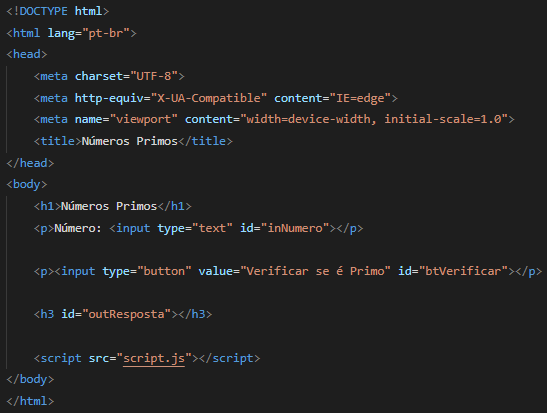 <!DOCTYPE html>
<html lang="pt-br">
<head>
    <meta charset="UTF-8">
    <meta http-equiv="X-UA-Compatible" content="IE=edge">
    <meta name="viewport" content="width=device-width, initial-scale=1.0">
    <title>Números Primos</title>
</head>
<body>
    <h1>Números Primos</h1>
    <p>Número: <input type="text" id="inNumero"></p>
    <p><input type="button" value="Verificar se é Primo" id="btVerificar"></p>
    <h3 id="outResposta"></h3>
    <script src="script.js"></script>
</body>
</html>